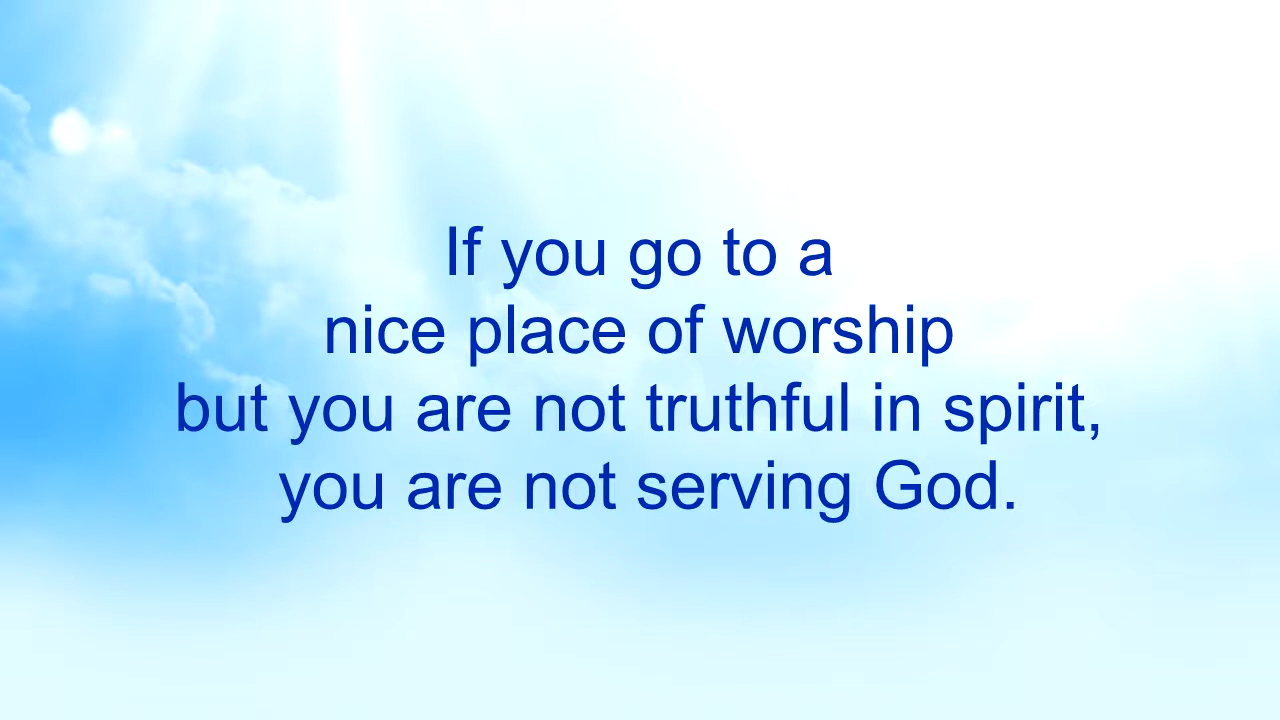 If you go to a
nice place of worship
but you are not truthful in spirit,
you are not serving God.